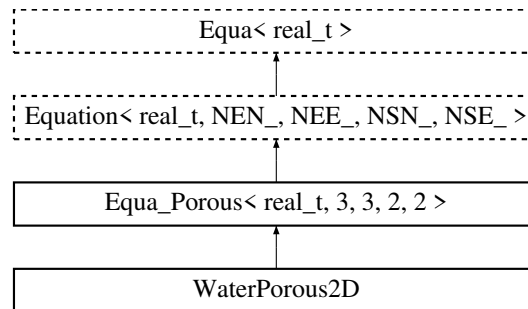 Equa< real_t >
Equation< real_t, NEN_, NEE_, NSN_, NSE_ >
Equa_Porous< real_t, 3, 3, 2, 2 >
WaterPorous2D